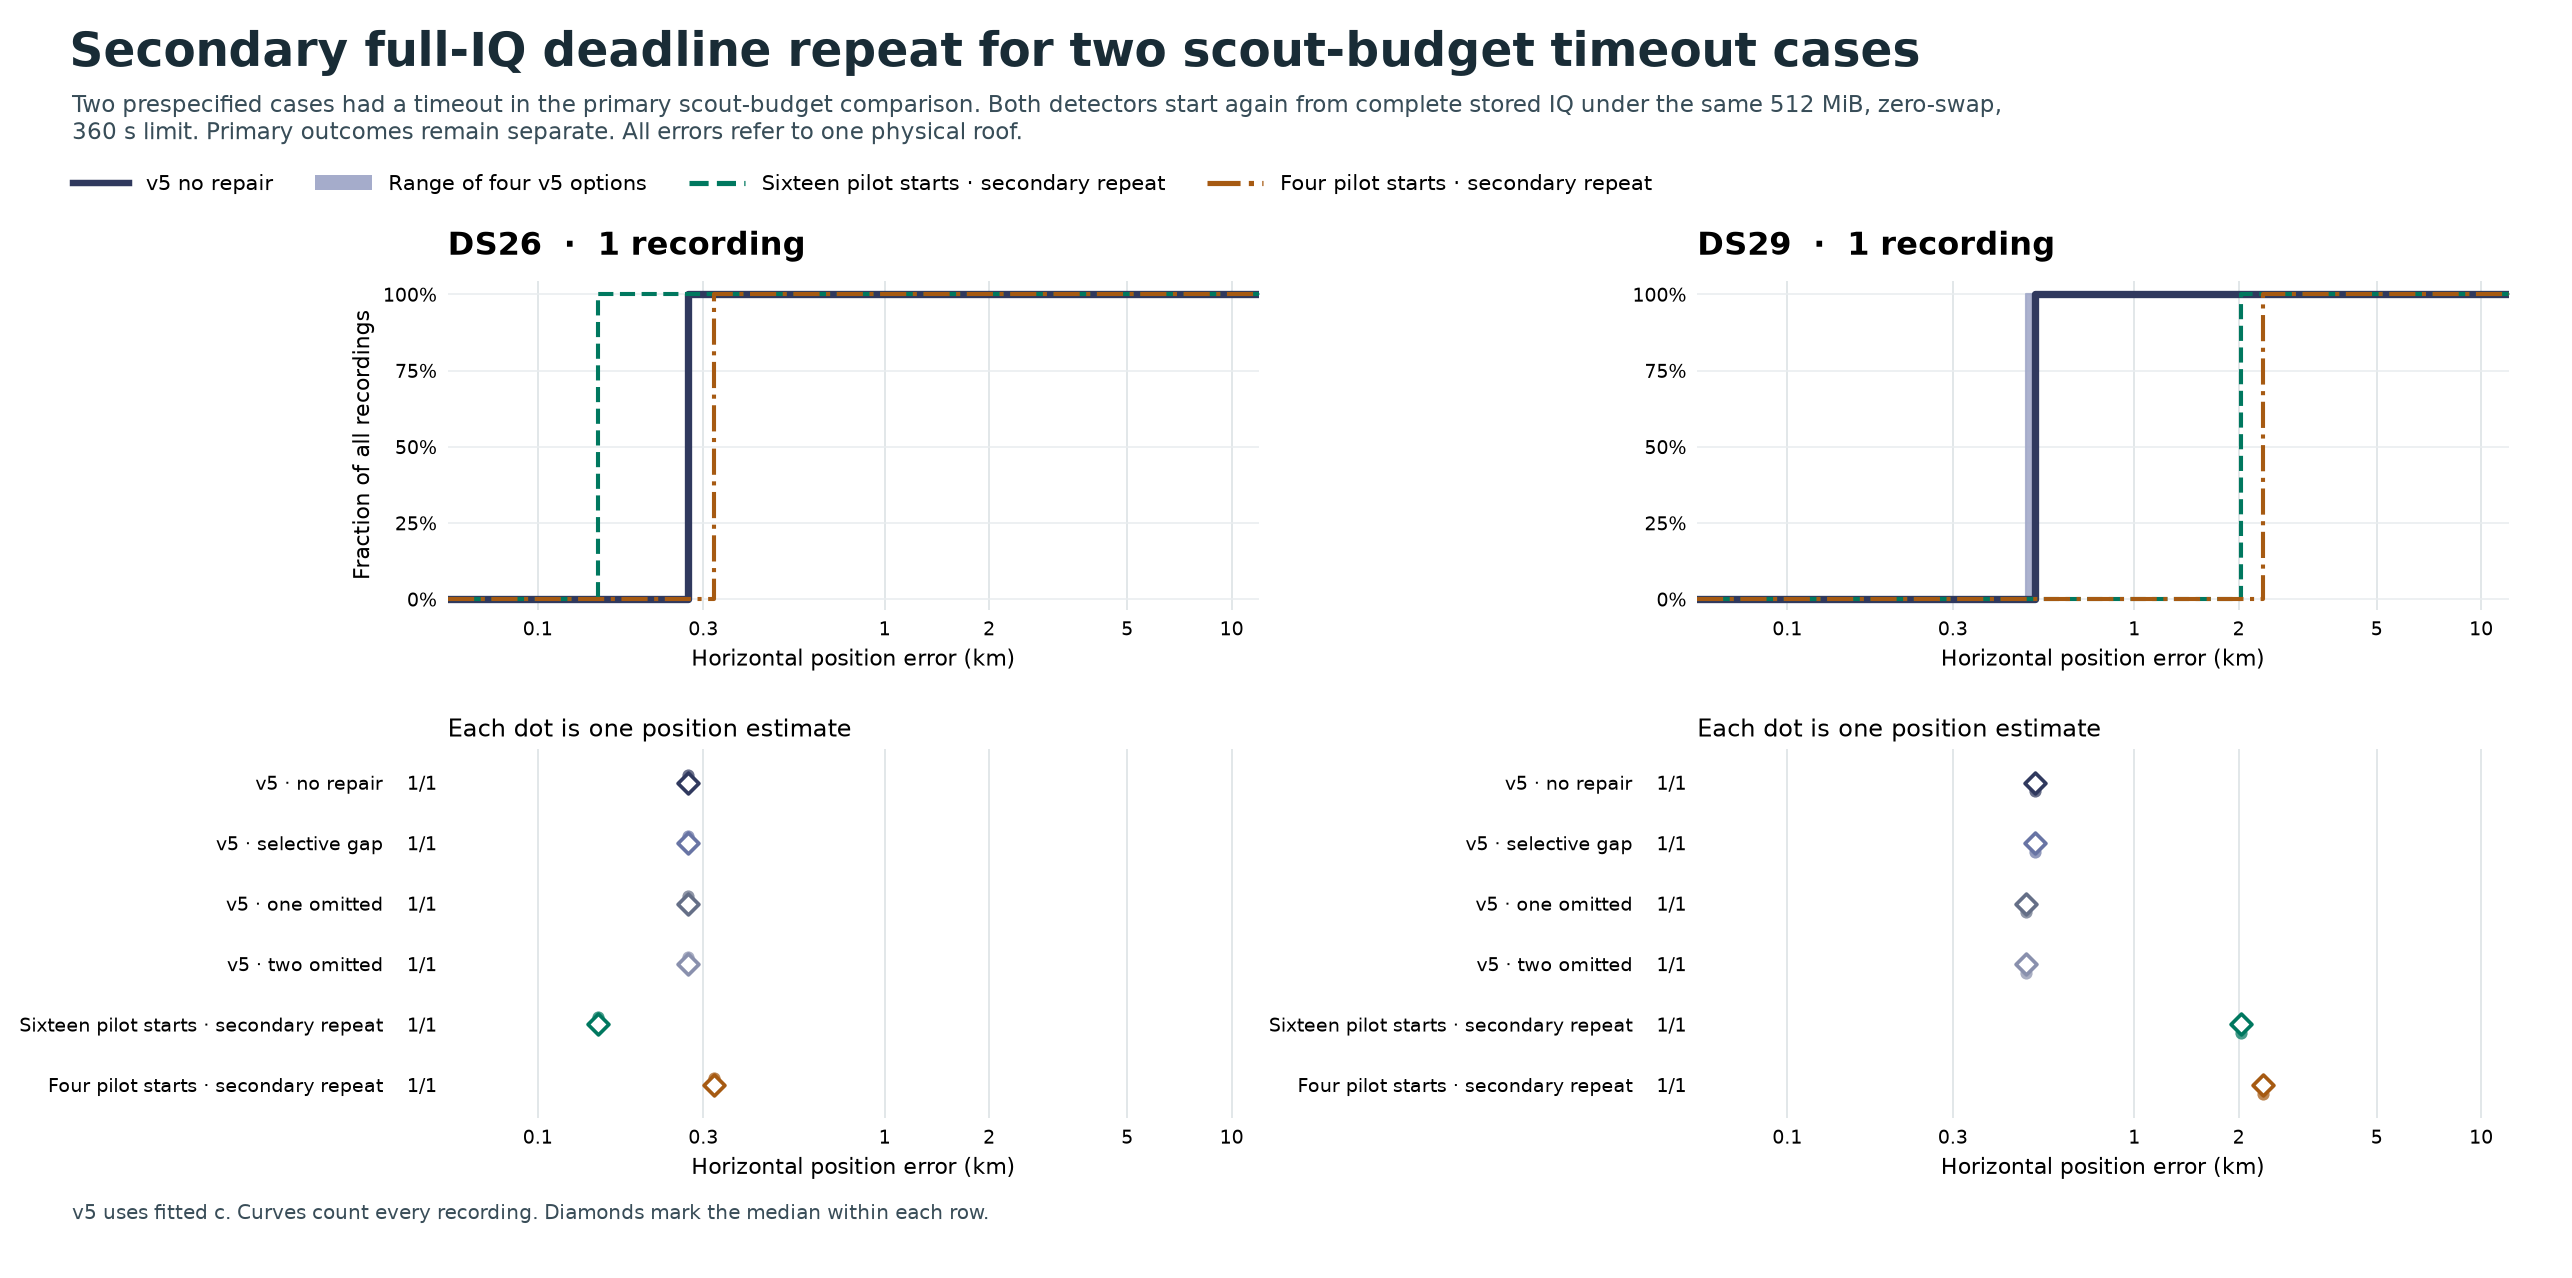 Secondary full-IQ deadline repeat for two scout-budget timeout cases
Two prespecified cases had a timeout in the primary scout-budget comparison. Both detectors start again from complete stored IQ under the same 512 MiB, zero-swap,
360 s limit. Primary outcomes remain separate. All errors refer to one physical roof.
v5 no repair
Range of four v5 options
Sixteen pilot starts · secondary repeat
Four pilot starts · secondary repeat
DS26 · 1 recording
Fraction of all recordings
100%
75%
50%
25%
0%
0.1 0.3 1 2 5 10
Horizontal position error (km)
DS29 · 1 recording
100%
75%
50%
25%
0%
0.1 0.3 1 2 5 10
Horizontal position error (km)
Each dot is one position estimate
v5 · no repair 1/1
v5 · selective gap 1/1
v5 · one omitted 1/1
v5 · two omitted 1/1
Sixteen pilot starts · secondary repeat 1/1
Four pilot starts · secondary repeat 1/1
0.1 0.3 1 2 5 10
Horizontal position error (km)
Each dot is one position estimate
v5 · no repair 1/1
v5 · selective gap 1/1
v5 · one omitted 1/1
v5 · two omitted 1/1
Sixteen pilot starts · secondary repeat 1/1
Four pilot starts · secondary repeat 1/1
0.1 0.3 1 2 5 10
Horizontal position error (km)
v5 uses fitted c. Curves count every recording. Diamonds mark the median within each row.